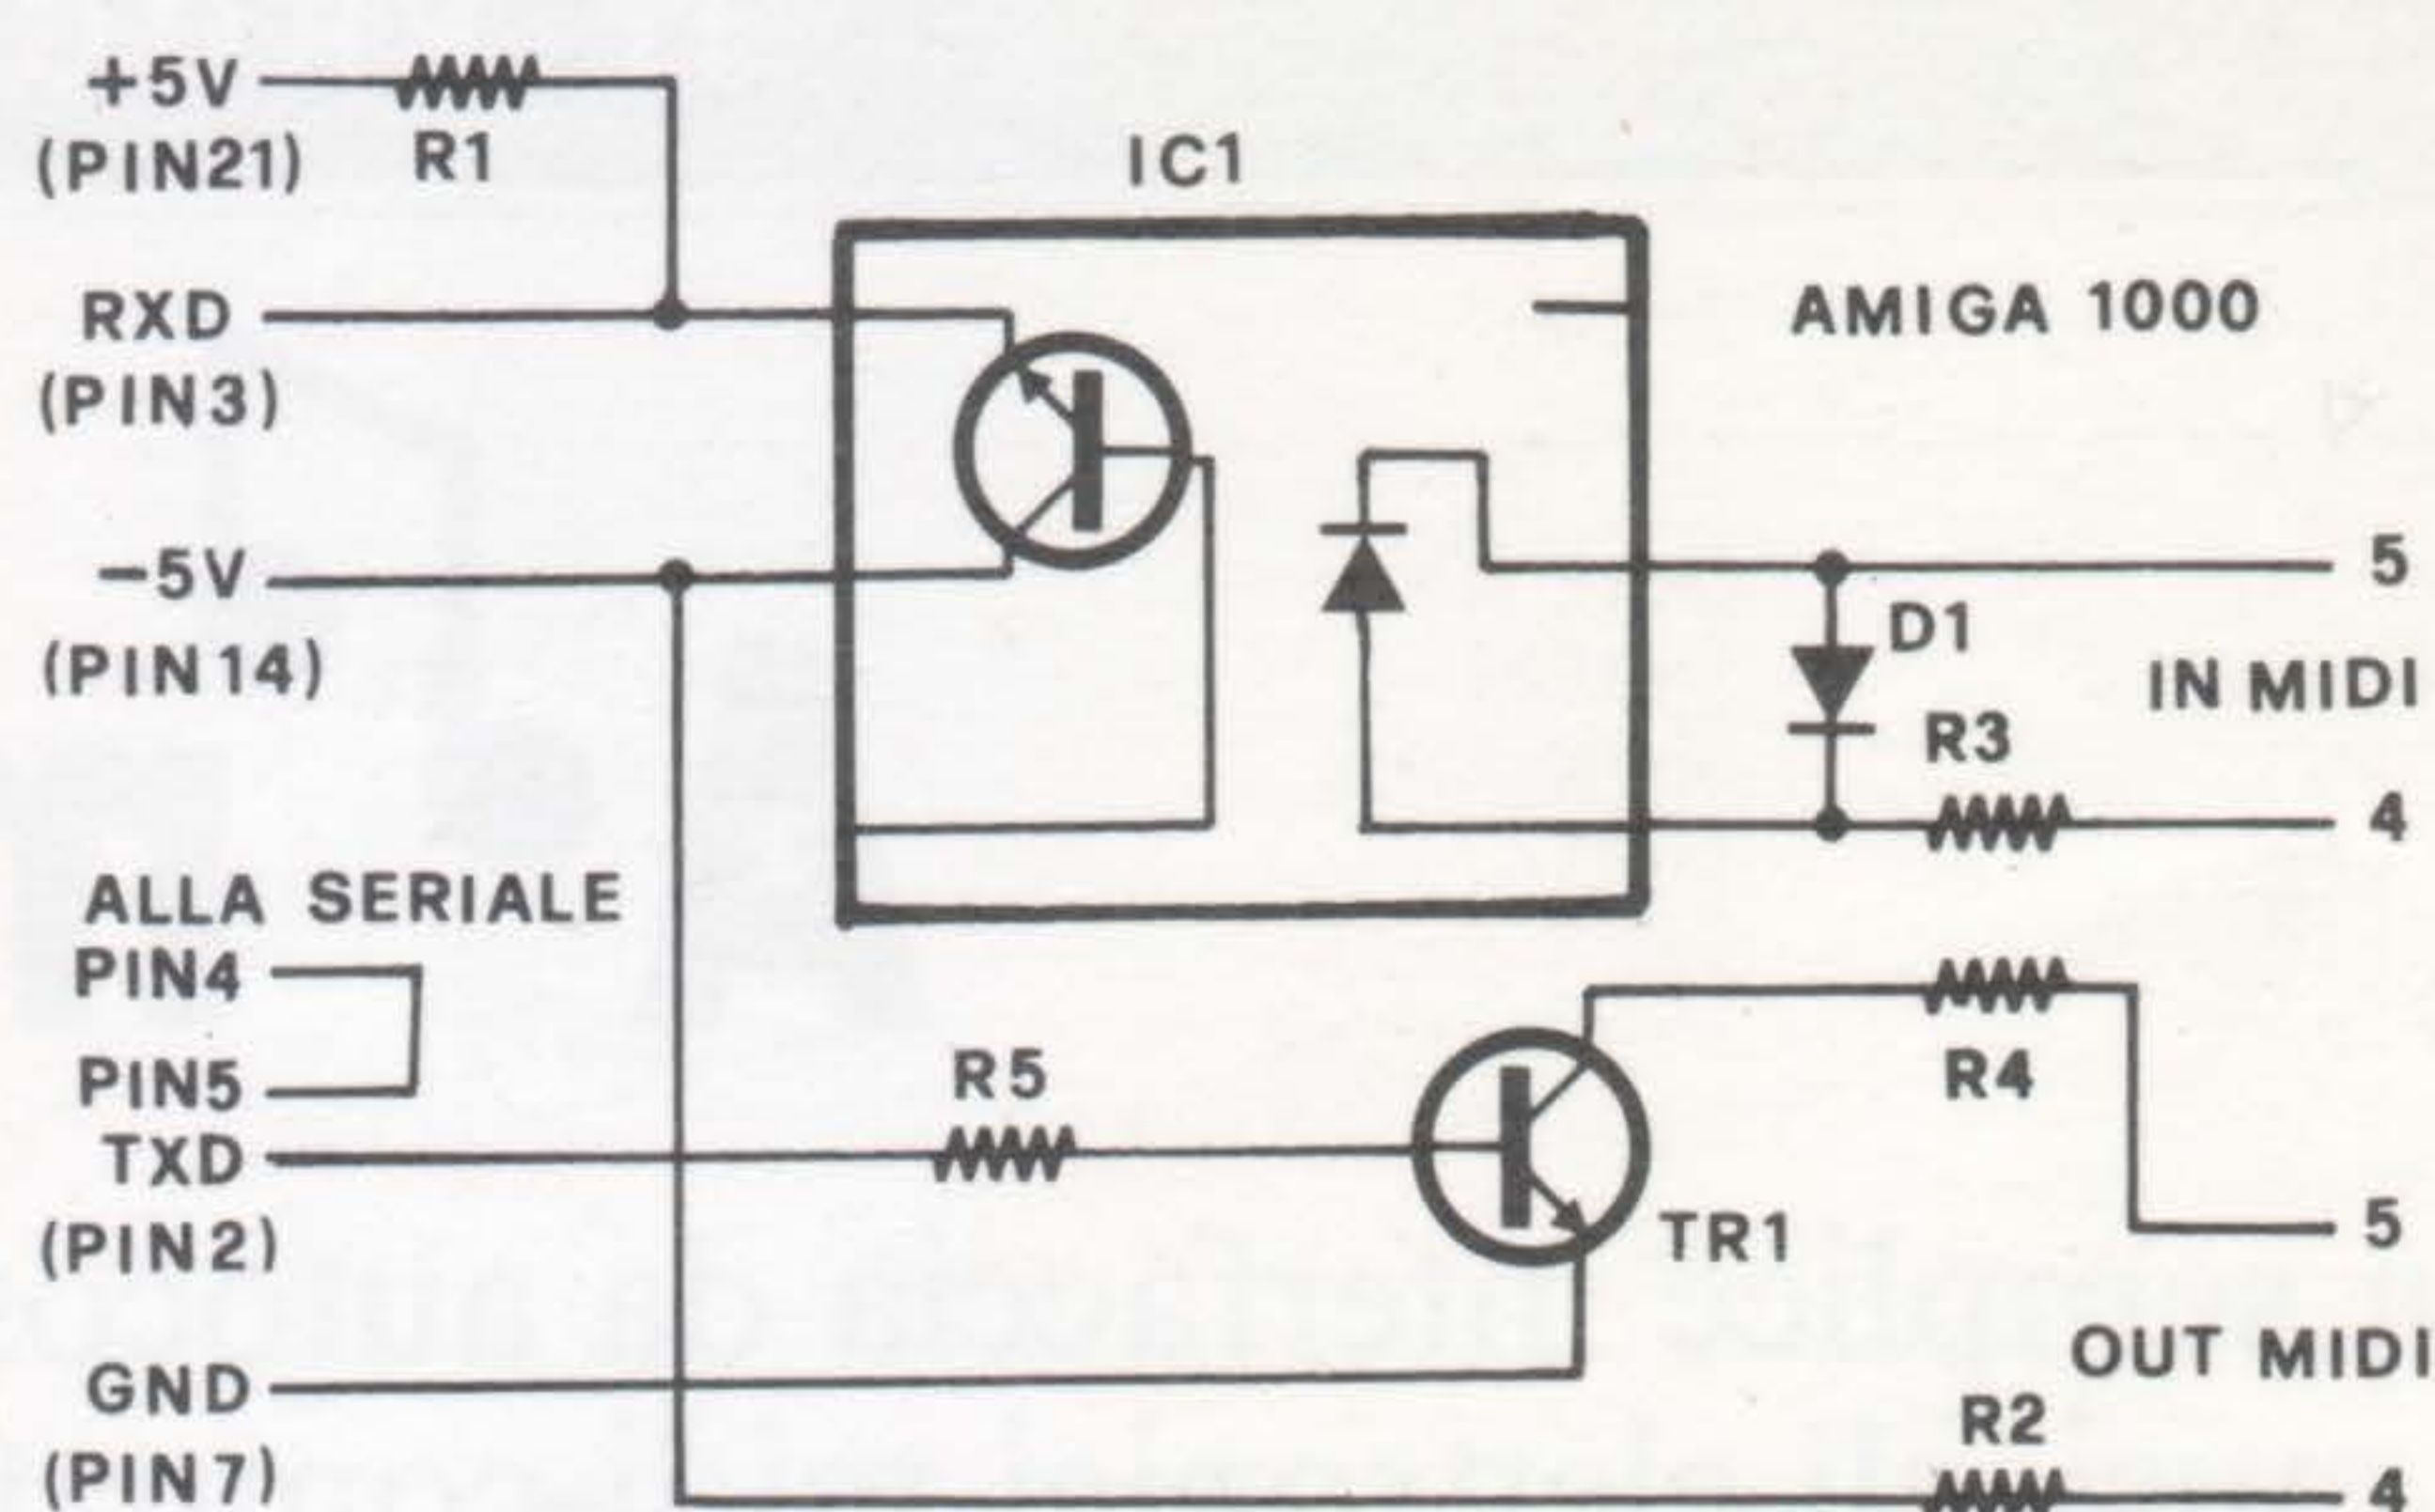 +5V
(PIN21)
R1
IC1
RXD
(PIN3)
AMIGA 1000
-5V
(PIN14)
5
D1
IN MIDI
R3
4
ALLA SERIALE
PIN4
PIN5
R5
R4
TXD
(PIN2)
TR1
5
OUT MIDI
GND
(PIN7)
R2
4